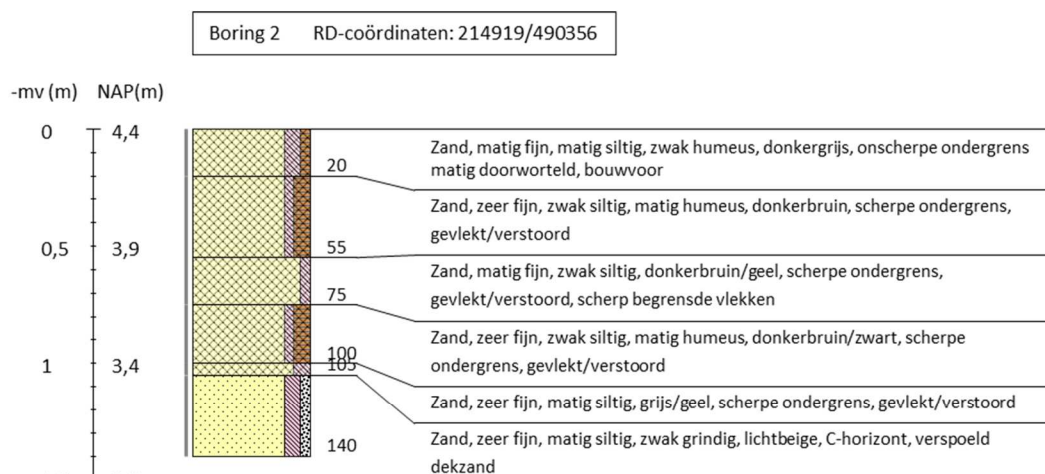 Boring 2 RD-coördinaten: 214919/490356
-mv (m) NAP(m)
0 4,4
Zand, matig fijn, matig siltig, zwak humeus, donkergrijs, onscherpe ondergrens
matig doorworteld, bouwvoor
20
Zand, zeer fijn, zwak siltig, matig humeus, donkerbruin, scherpe ondergrens,
gevlekt/verstoord
0,5 3,9
55
Zand, matig fijn, zwak siltig, donkerbruin/geel, scherpe ondergrens,
gevlekt/verstoord, scherp begrensde vlekken
75
Zand, zeer fijn, zwak siltig, matig humeus, donkerbruin/zwart, scherpe
ondergrens, gevlekt/verstoord
100
1 3,4
105
Zand, zeer fijn, matig siltig, grijs/geel, scherpe ondergrens, gevlekt/verstoord
Zand, zeer fijn, matig siltig, zwak grindig, lichtbeige, C-horizont, verspoeld
dekzand
140